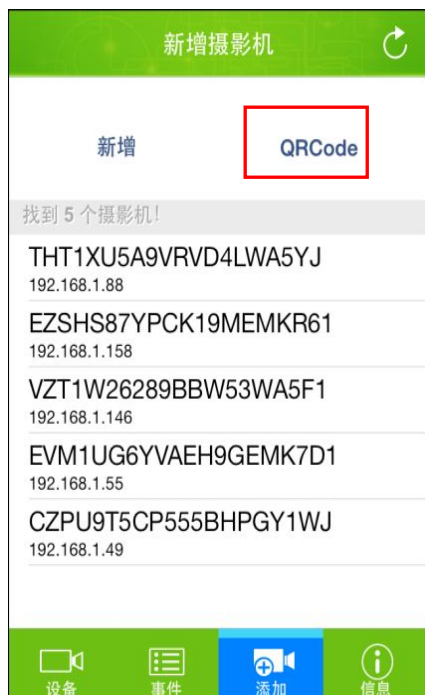 新增摄影机
新增 QRCode
找到 5 个摄影机!
THT1XU5A9VRVD4LWA5YJ
192.168.1.88
EZSHS87YPCK19MEMKR61
192.168.1.158
VZT1W26289BBW53WA5F1
192.168.1.146
EVM1UG6YVAEH9GEMK7D1
192.168.1.55
CZPU9T5CP555BHPGY1WJ
192.168.1.49
设备 事件 添加 信息